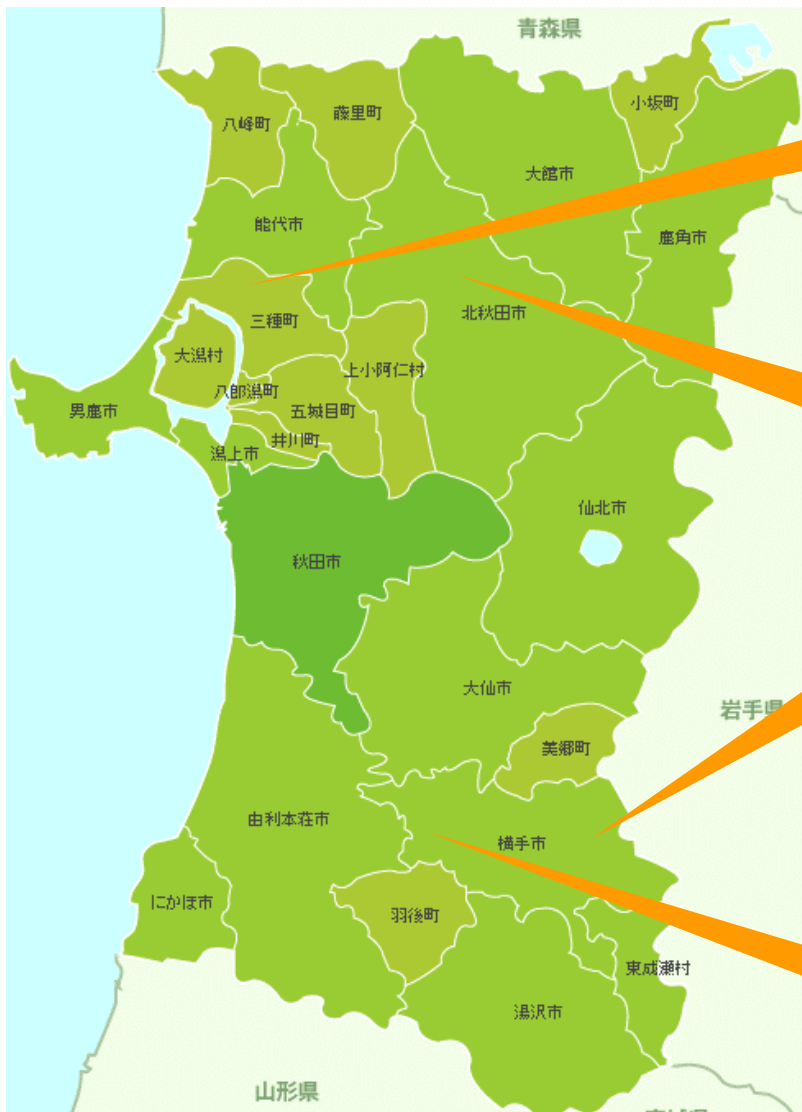 青森県
小坂町
藤里町
八峰町
大館市
能代市
鹿角市
北秋田市
三種町
大潟村
上小阿仁村
八郎潟町
男鹿市
五城目町
井川町
潟上市
仙北市
秋田市
大仙市
岩手県
美郷町
由利本荘市
横手市
にかほ市
羽後町
東成瀬村
湯沢市
山形県